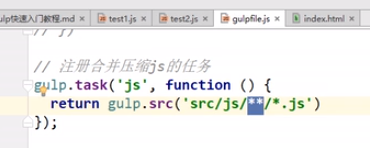 ulp快速入门教程.md × test1.js × test2.js × gulpfile.js × index.html ×
// })
// 注册合并压缩js的任务
gulp.task('js', function () {
return gulp.src('src/js/**/*.js')
});